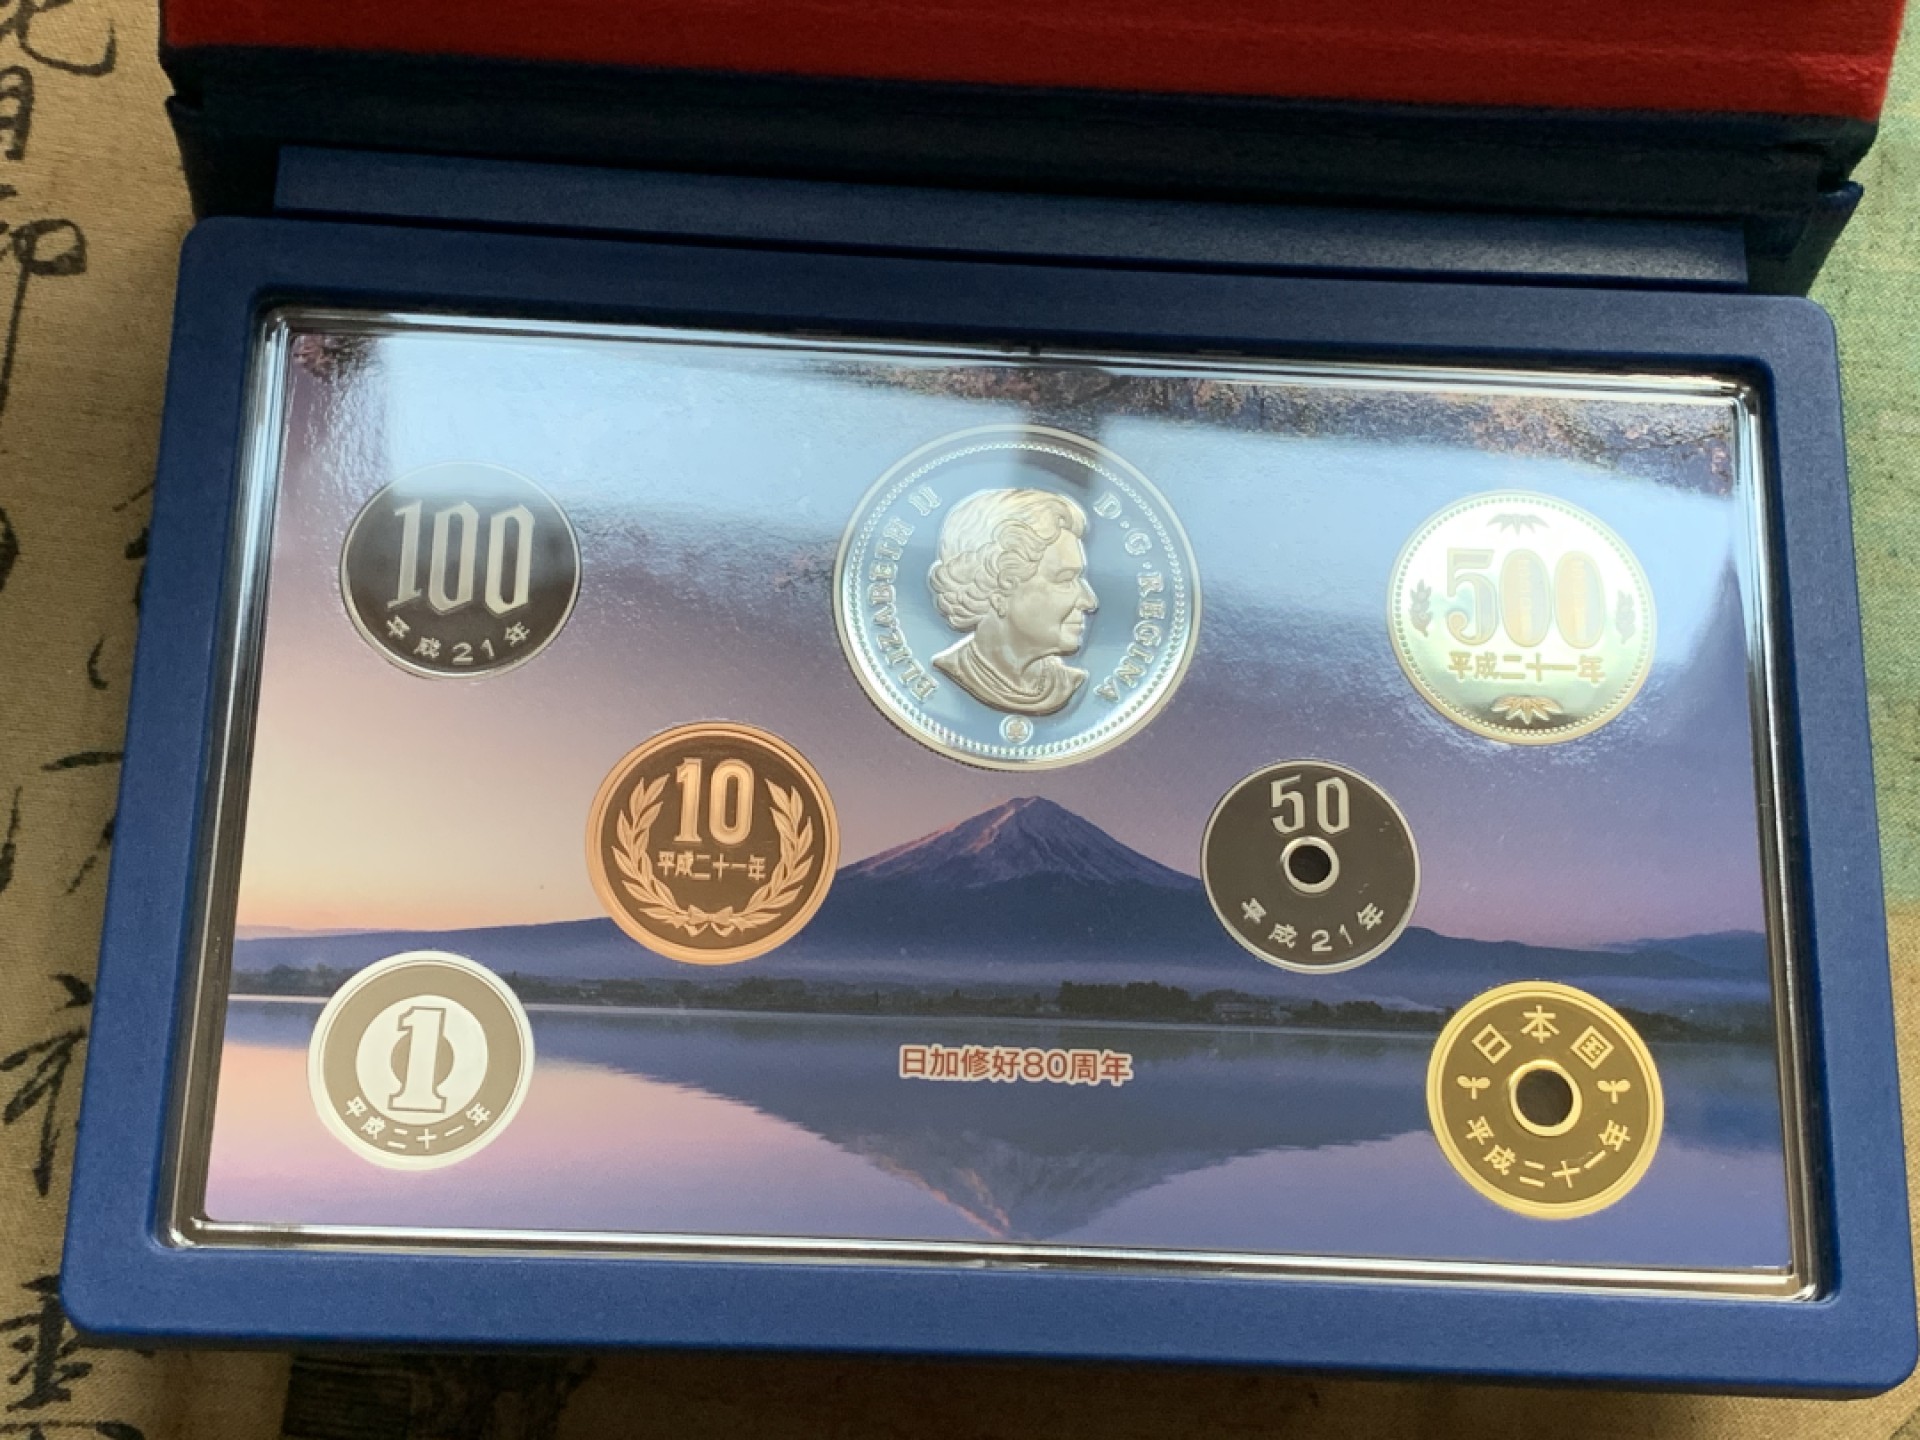 100
平成21年
ELIZABETH II D·G·REGINA
500
平成二十一年
10
平成二十一年
50
平成21年
1
平成二十一年
日加修好80周年
日本国
平成二十一年